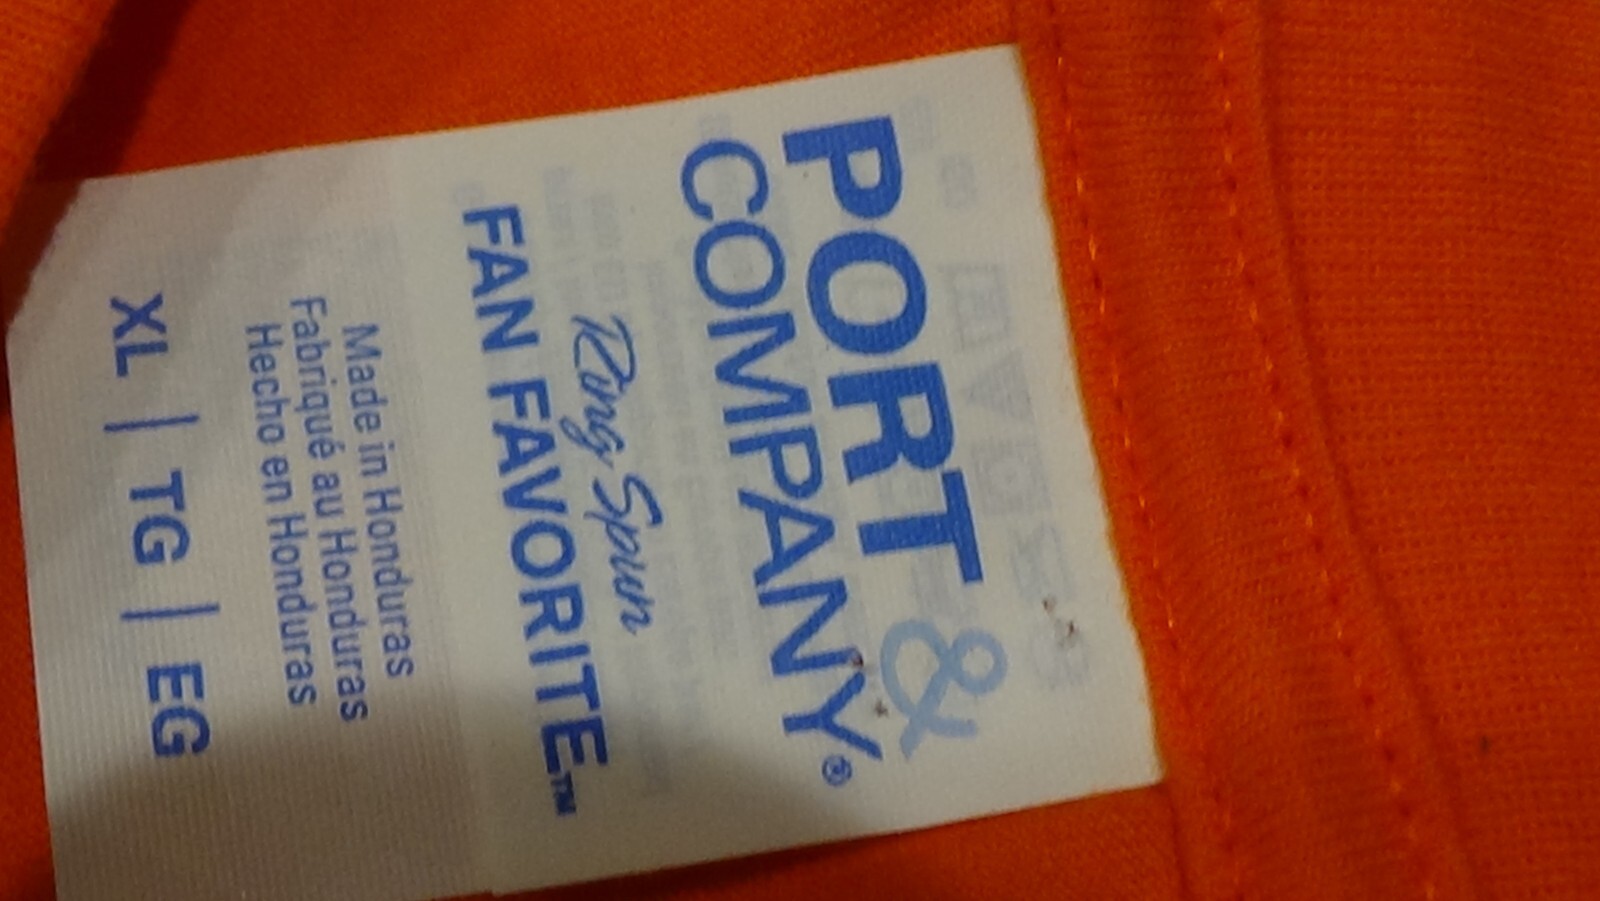 PORT &
COMPANY®
Ring Spun
FAN FAVORITE™
Made in Honduras
Fabriqué au Honduras
Hecho en Honduras
XL | TG | EG